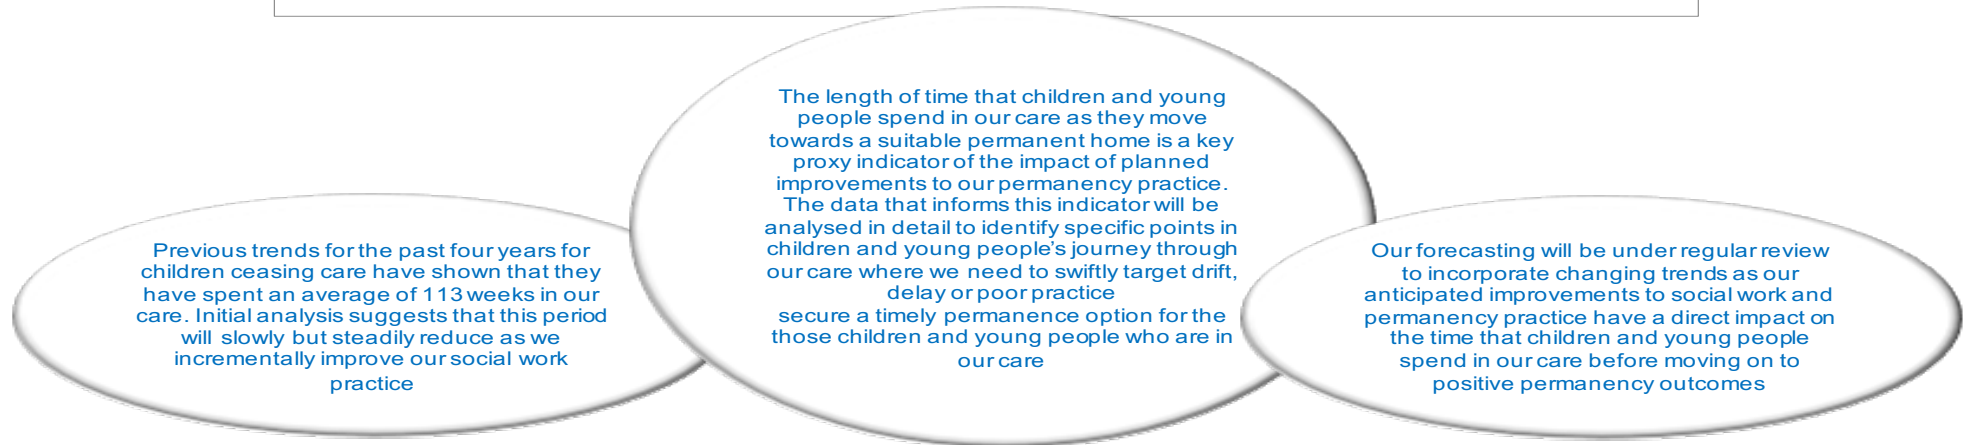 Previous trends for the past four years for
children ceasing care have shown that they
have spent an average of 113 weeks in our
care. Initial analysis suggests that this period
will slowly but steadily reduce as we
incrementally improve our social work
practice
The length of time that children and young
people spend in our care as they move
towards a suitable permanent home is a key
proxy indicator of the impact of planned
improvements to our permanency practice.
The data that informs this indicator will be
analysed in detail to identify specific points in
children and young people's journey through
our care where we need to swiftly target drift,
delay or poor practice
secure a timely permanence option for the
those children and young people who are in
our care
Our forecasting will be under regular review
to incorporate changing trends as our
anticipated improvements to social work and
permanency practice have a direct impact on
the time that children and young people
spend in our care before moving on to
positive permanency outcomes